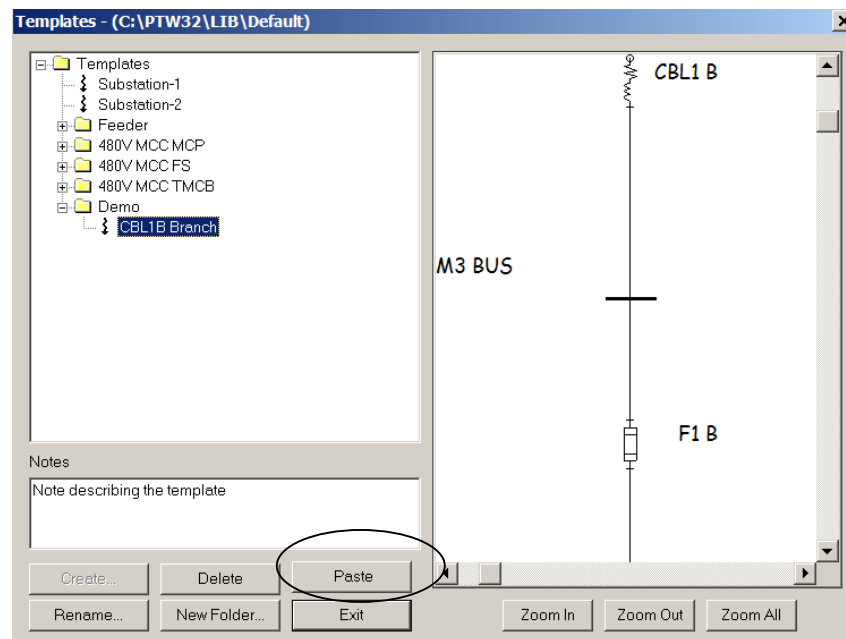 Templates - (C:\PTW32\LIB\Default)
Templates
Substation-1
Substation-2
Feeder
480V MCC MCP
480V MCC FS
480V MCC TMCB
Demo
CBL1B Branch
CBL1 B
M3 BUS
F1 B
Notes
Note describing the template
Create... Delete Paste
Rename... New Folder... Exit Zoom In Zoom Out Zoom All